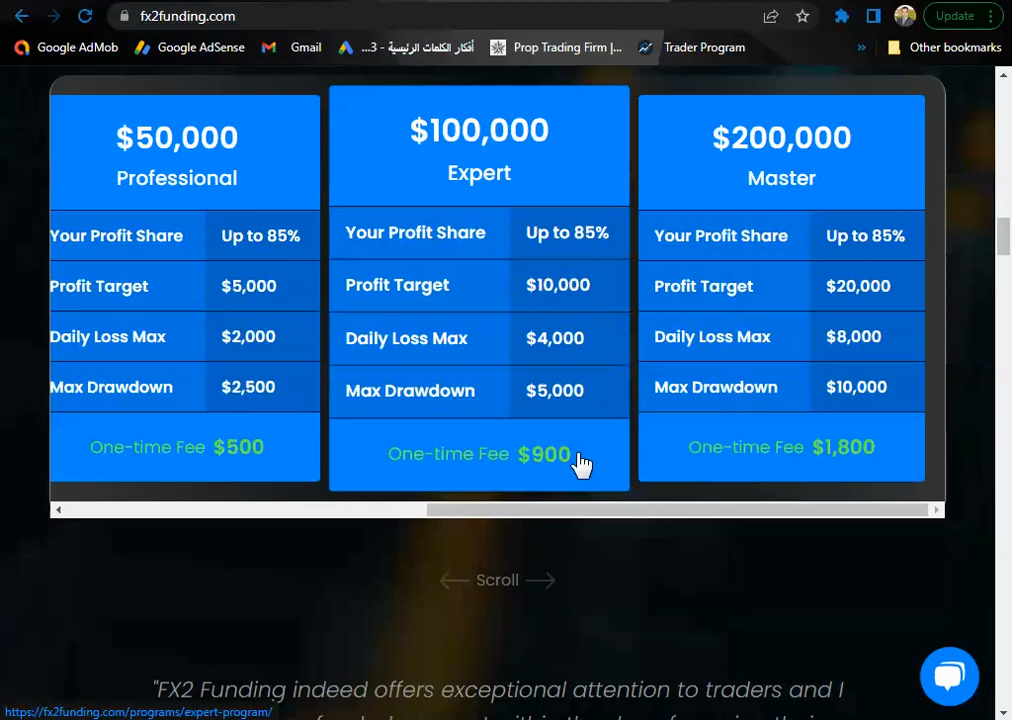 fx2funding.com
Update
Google AdMob
Google AdSense
Gmail
أفكار الكلمات الرئيسية - 3...
Prop Trading Firm |...
Trader Program
»
Other bookmarks
$50,000
Professional
Your Profit Share Up to 85%
Profit Target $5,000
Daily Loss Max $2,000
Max Drawdown $2,500
One-time Fee $500
$100,000
Expert
Your Profit Share Up to 85%
Profit Target $10,000
Daily Loss Max $4,000
Max Drawdown $5,000
One-time Fee $900
$200,000
Master
Your Profit Share Up to 85%
Profit Target $20,000
Daily Loss Max $8,000
Max Drawdown $10,000
One-time Fee $1,800
Scroll
"FX2 Funding indeed offers exceptional attention to traders and I
https://fx2funding.com/programs/expert-program/